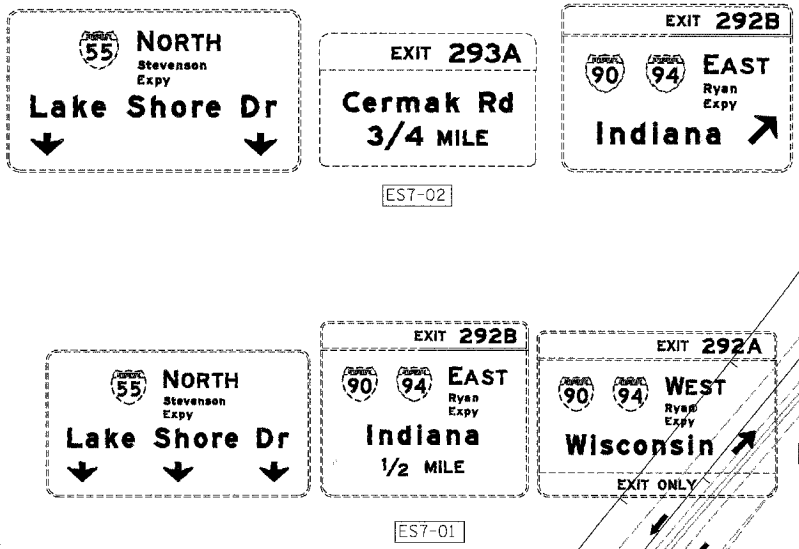 55 NORTH
Stevenson
Expy
Lake Shore Dr
EXIT 293A
Cermak Rd
3/4 MILE
EXIT 292B
90 94 EAST
Ryan
Expy
Indiana
ES7-02
55 NORTH
Stevenson
Expy
Lake Shore Dr
EXIT 292B
90 94 EAST
Ryan
Expy
Indiana
1/2 MILE
EXIT 292A
90 94 WEST
Ryan
Expy
Wisconsin
EXIT ONLY
ES7-01